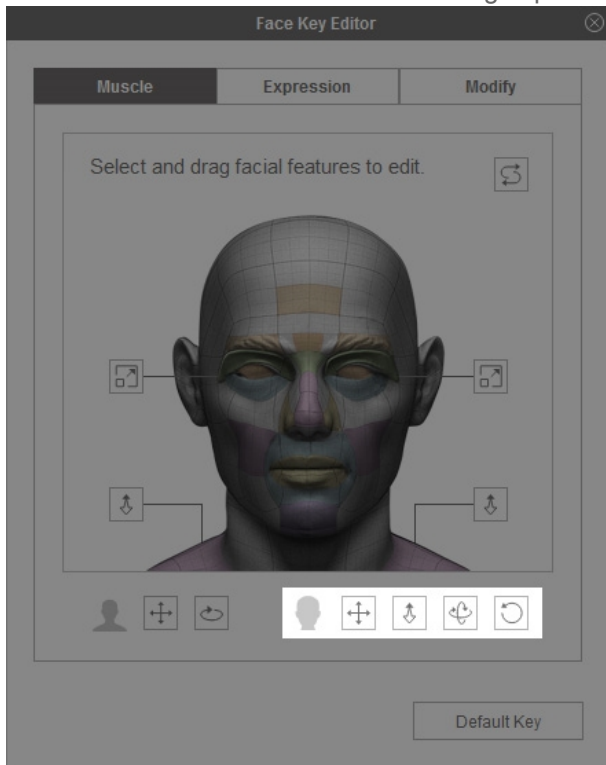 Face Key Editor
Muscle Expression Modify
Select and drag facial features to edit.
Default Key